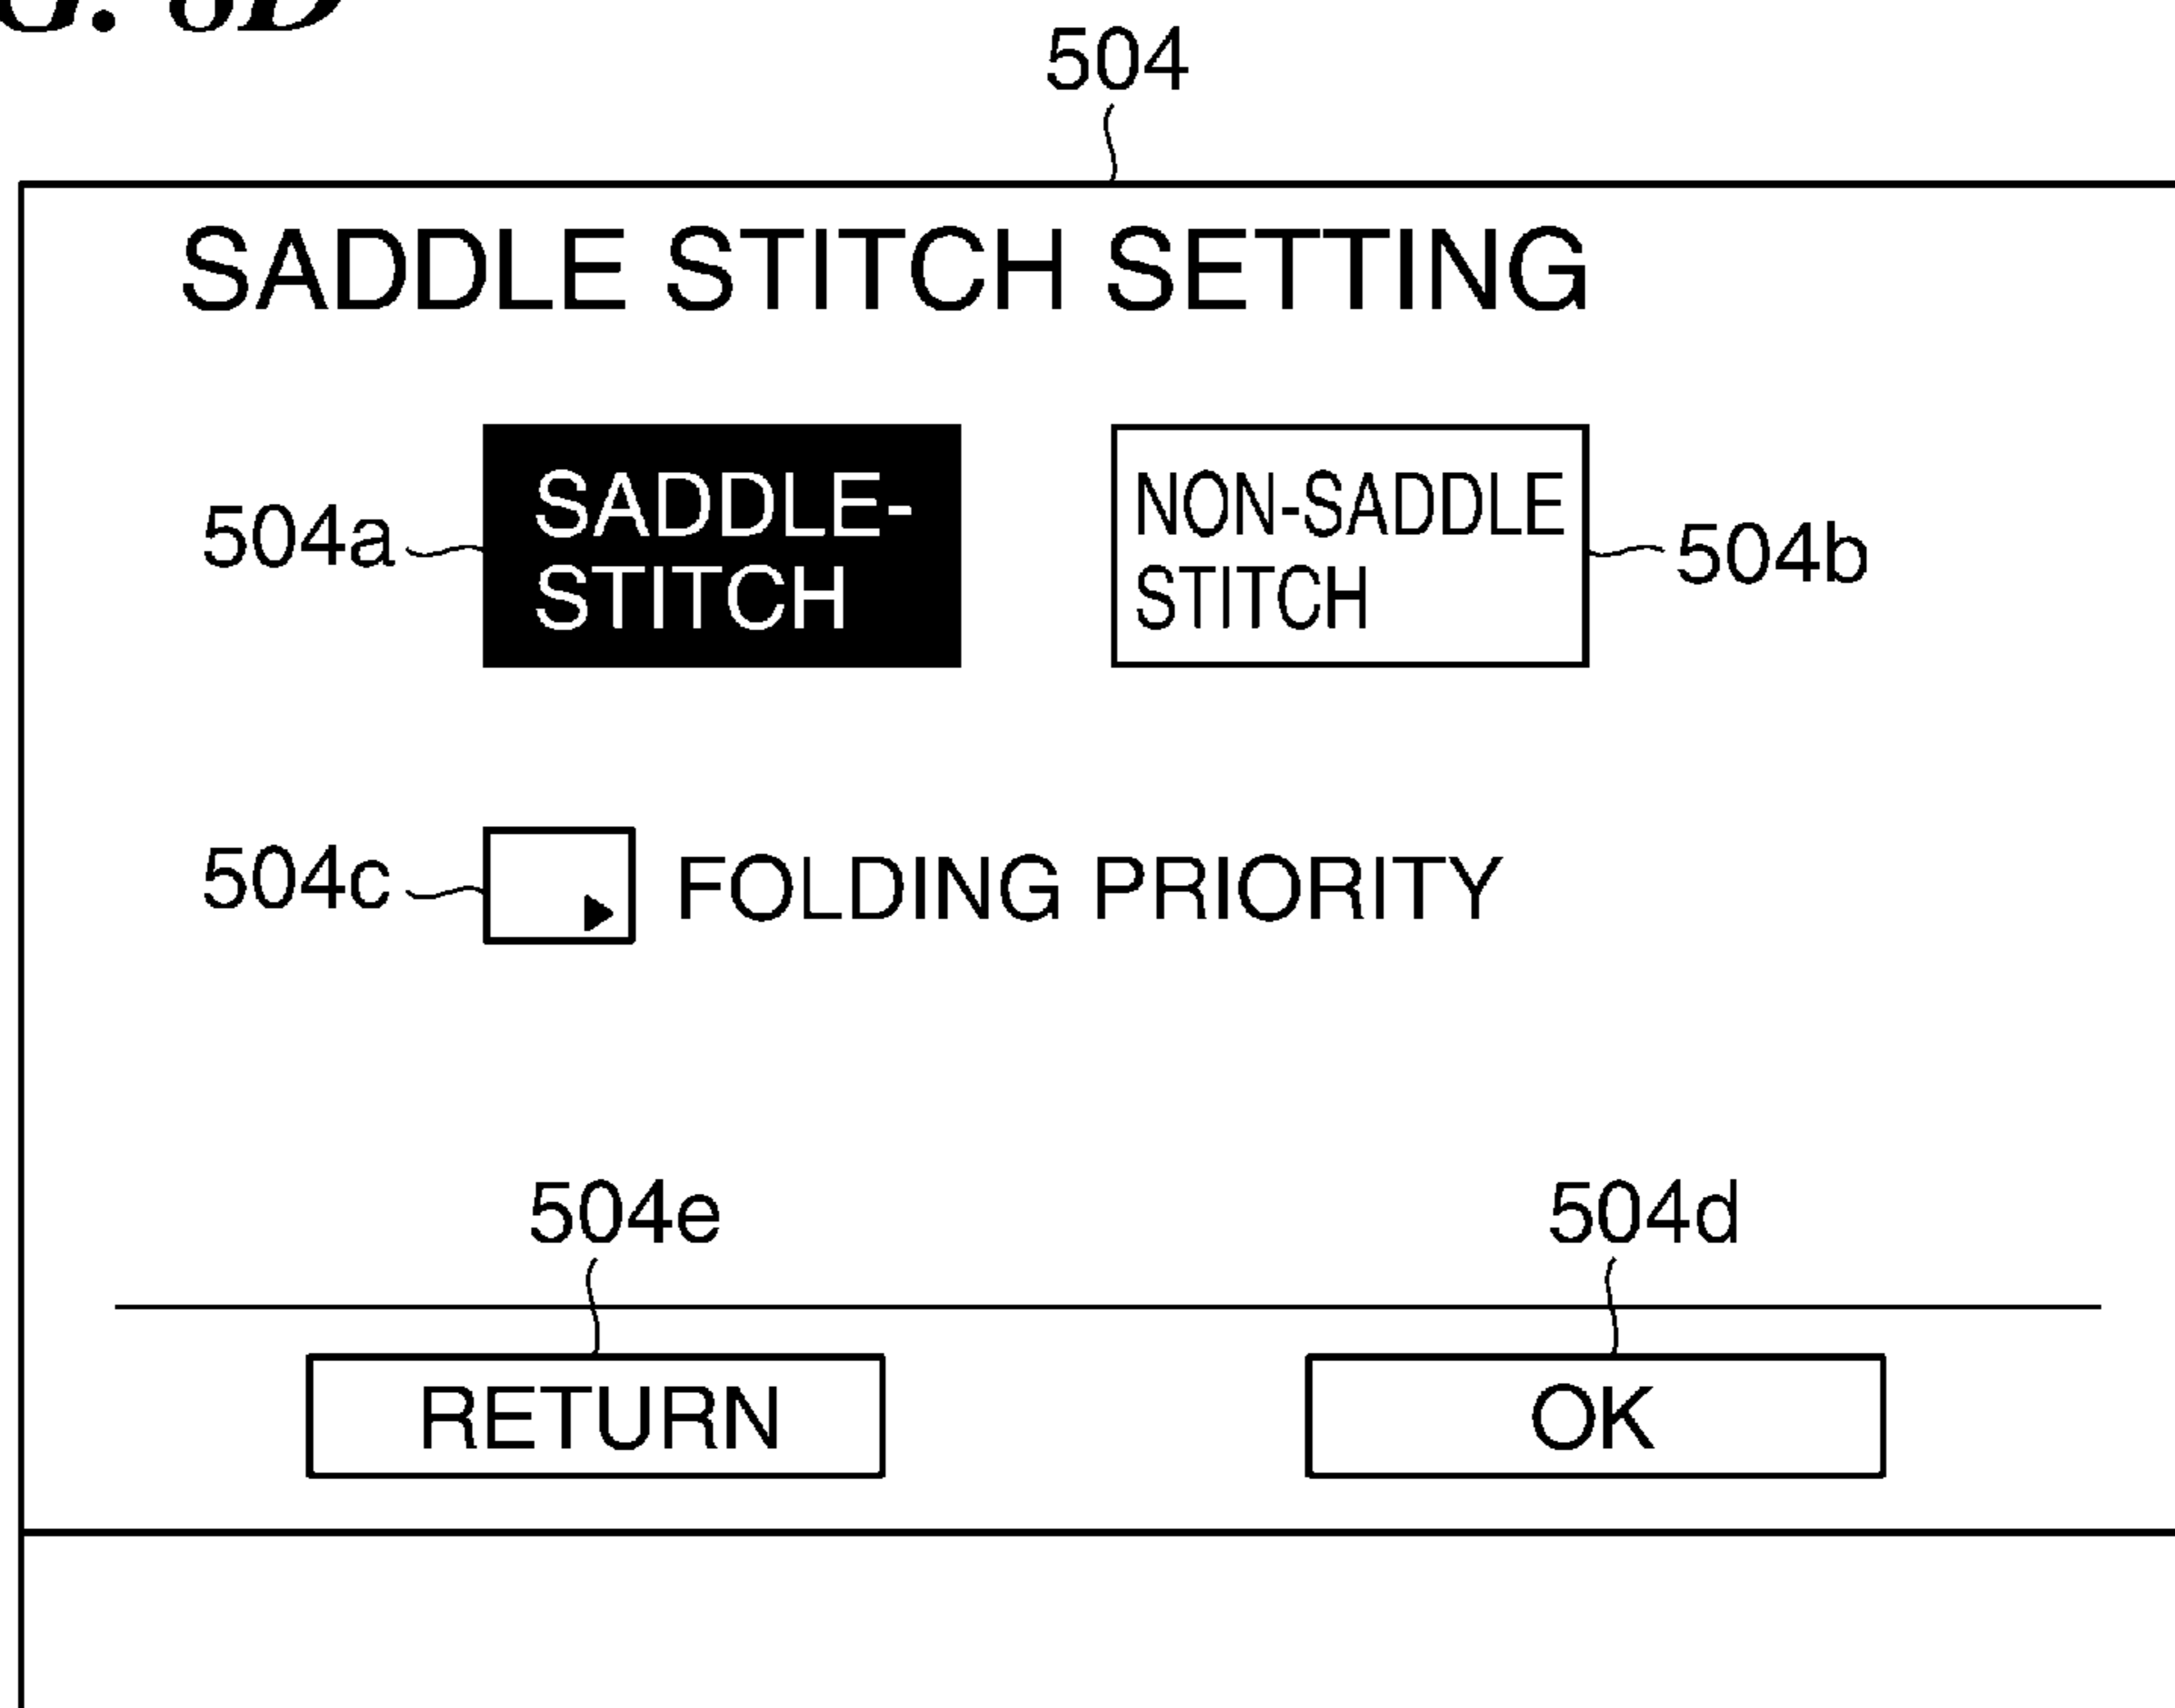 504
SADDLE STITCH SETTING
504a
SADDLE-
STITCH
NON-SADDLE
STITCH
504b
504c
FOLDING PRIORITY
504e
504d
RETURN
OK